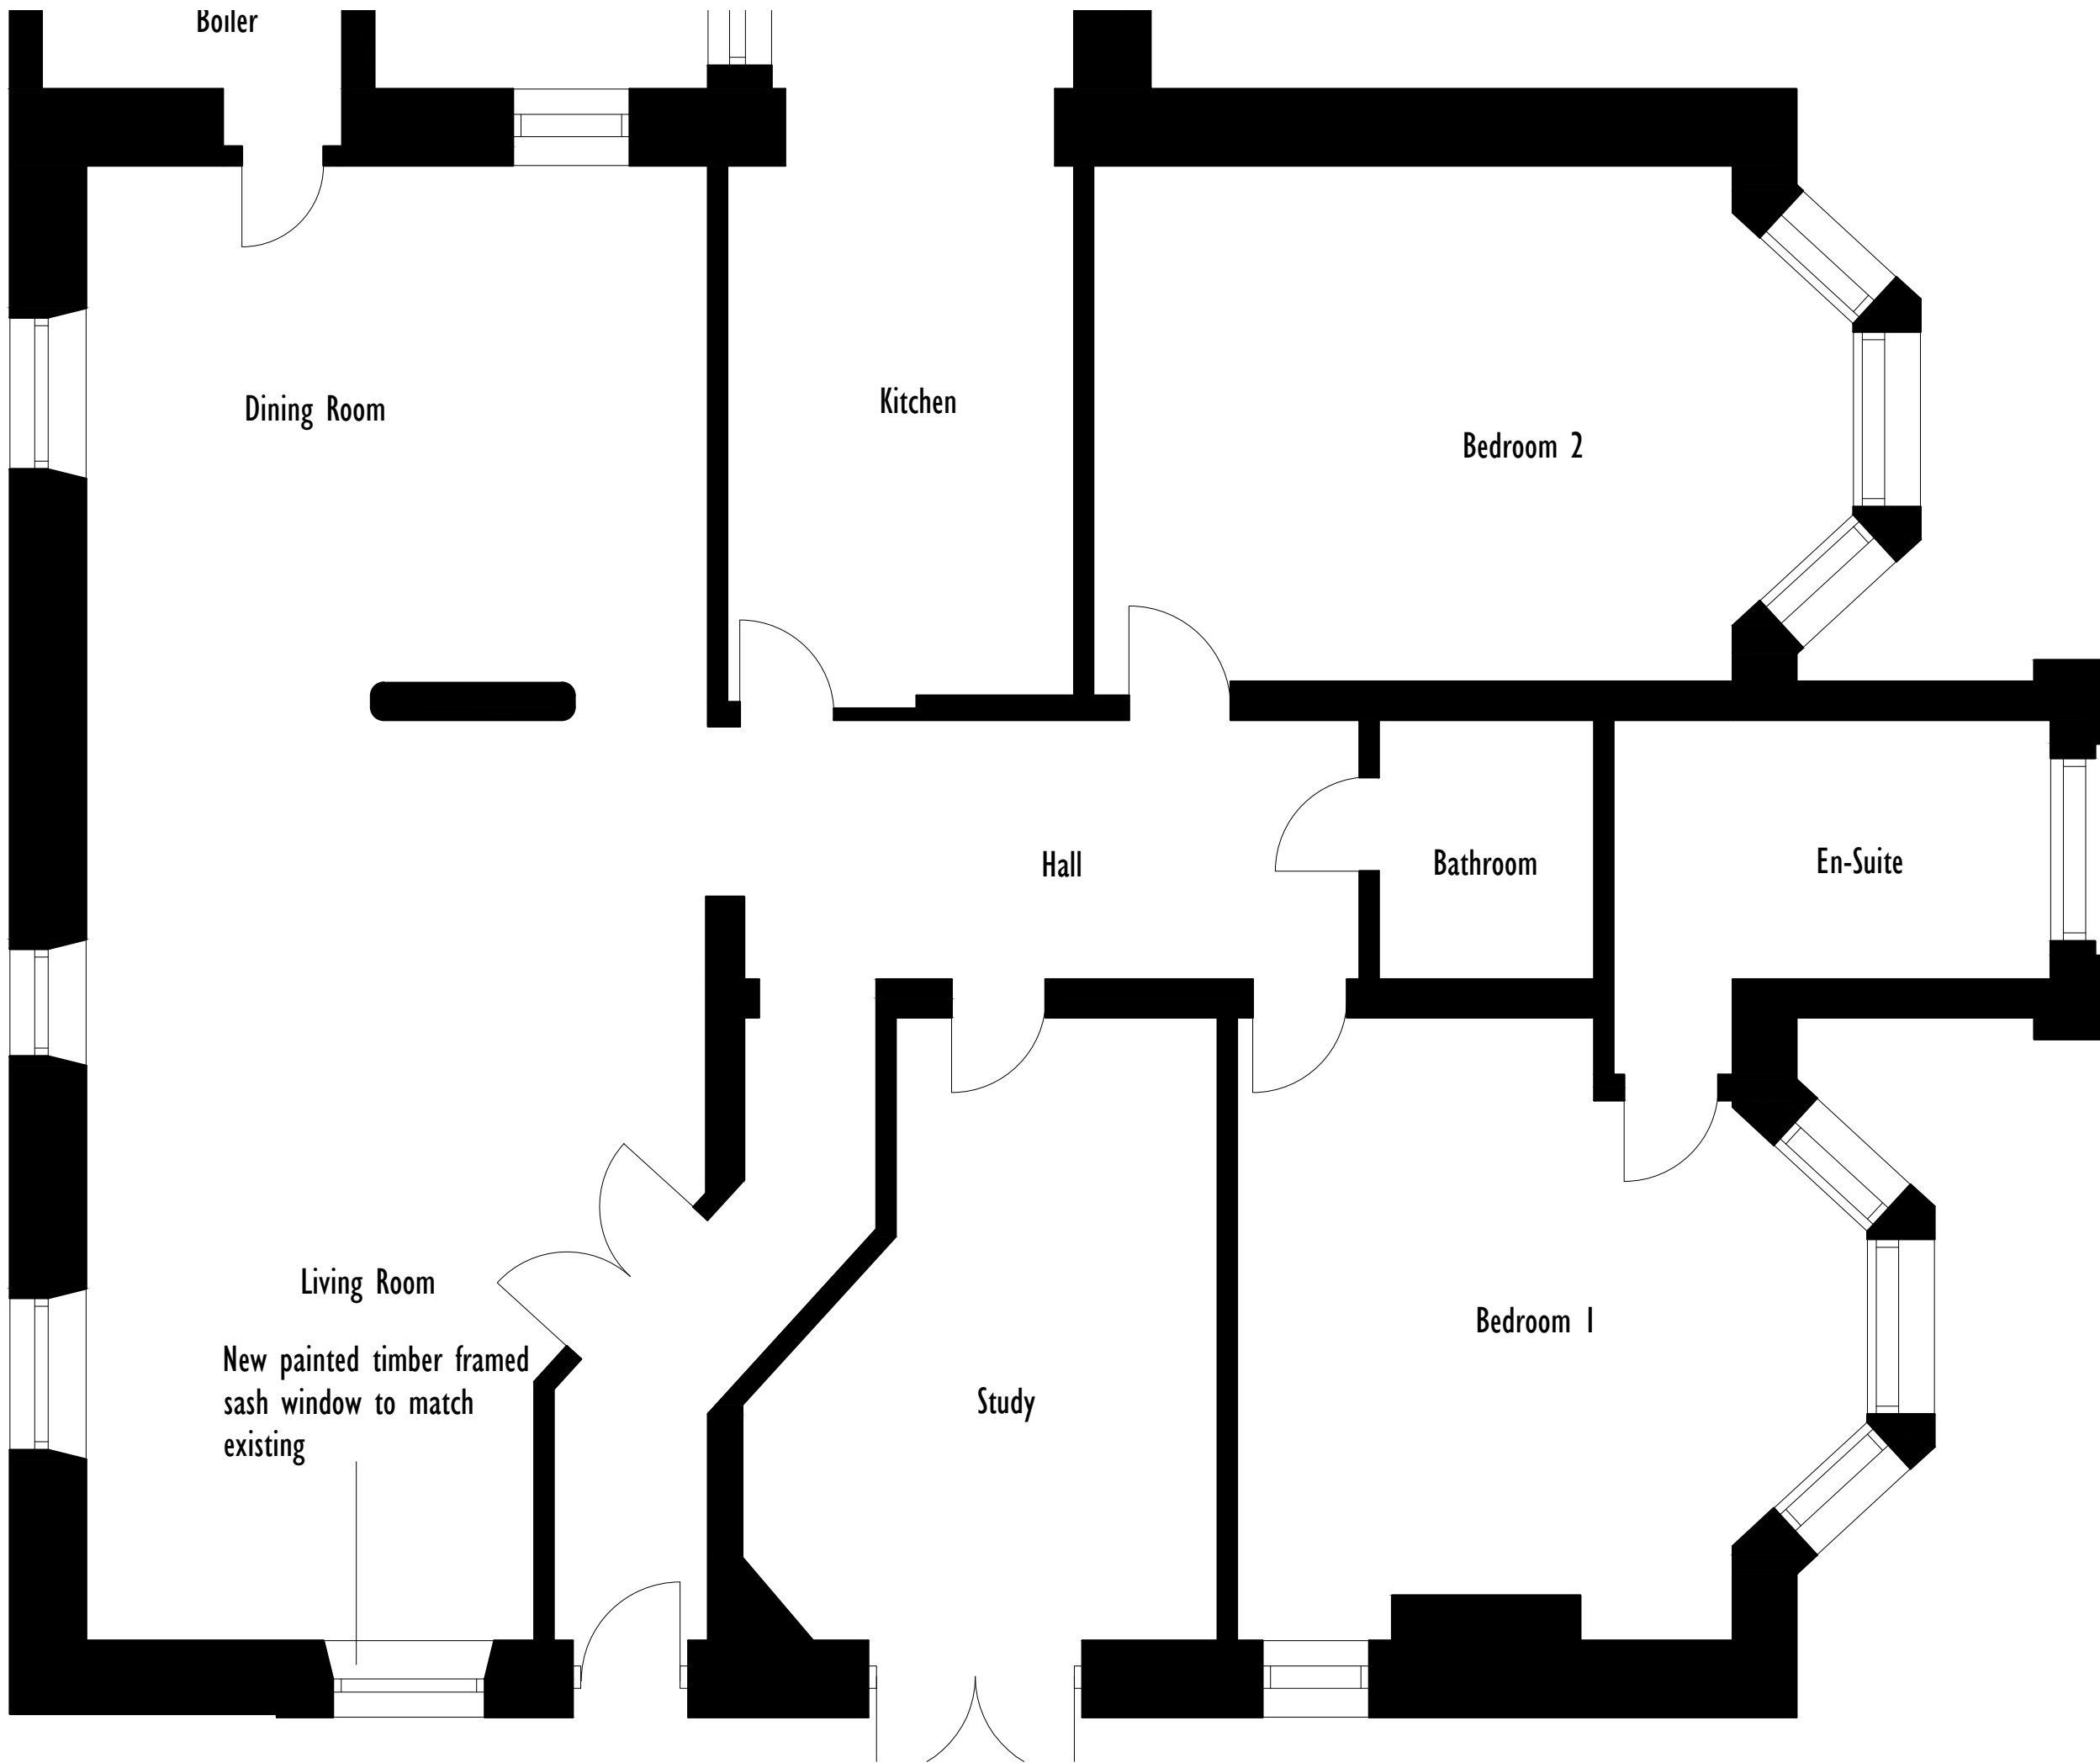 Boiler
Dining Room
Kitchen
Bedroom 2
Hall
Bathroom
En-Suite
Living Room
New painted timber framed
sash window to match
existing
Study
Bedroom 1